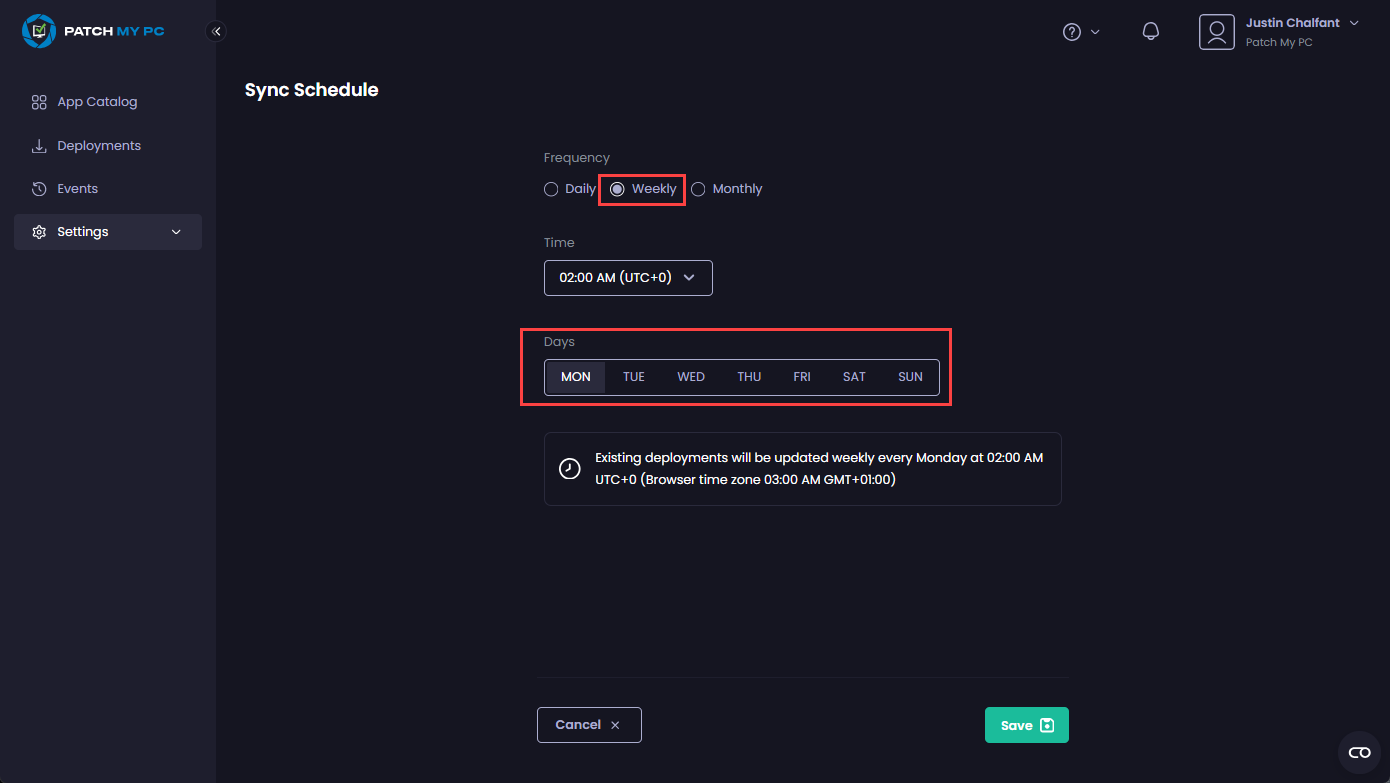 PATCH MY PC
Justin Chalfant
Patch My PC
App Catalog
Deployments
Events
Settings
Sync Schedule
Frequency
Daily Weekly Monthly
Time
02:00 AM (UTC+0)
Days
MON TUE WED THU FRI SAT SUN
Existing deployments will be updated weekly every Monday at 02:00 AM
UTC+0 (Browser time zone 03:00 AM GMT+01:00)
Cancel
Save